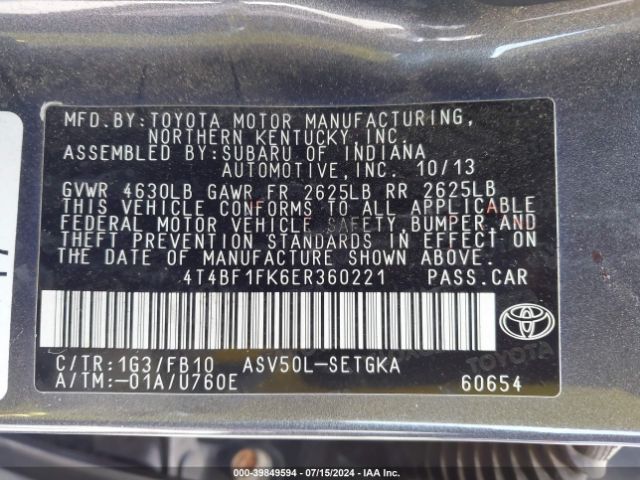 MFD.BY: TOYOTA MOTOR MANUFACTURING,
NORTHERN KENTUCKY, INC.
ASSEMBLED BY: SUBARU OF INDIANA
AUTOMOTIVE, INC. 10/13
GVWR 4630LB GAWR FR 2625LB RR 2625LB
THIS VEHICLE CONFORMS TO ALL APPLICABLE
FEDERAL MOTOR VEHICLE SAFETY, BUMPER, AND
THEFT PREVENTION STANDARDS IN EFFECT ON
THE DATE OF MANUFACTURE SHOWN ABOVE.
4T4BF1FK6ER360221 PASS.CAR
TOYOTA
C/TR: 1G3/FB10 ASV50L-SETGKA
A/TM: -01A/U760E 60654
000-39849594 - 07/15/2024 - IAA Inc.